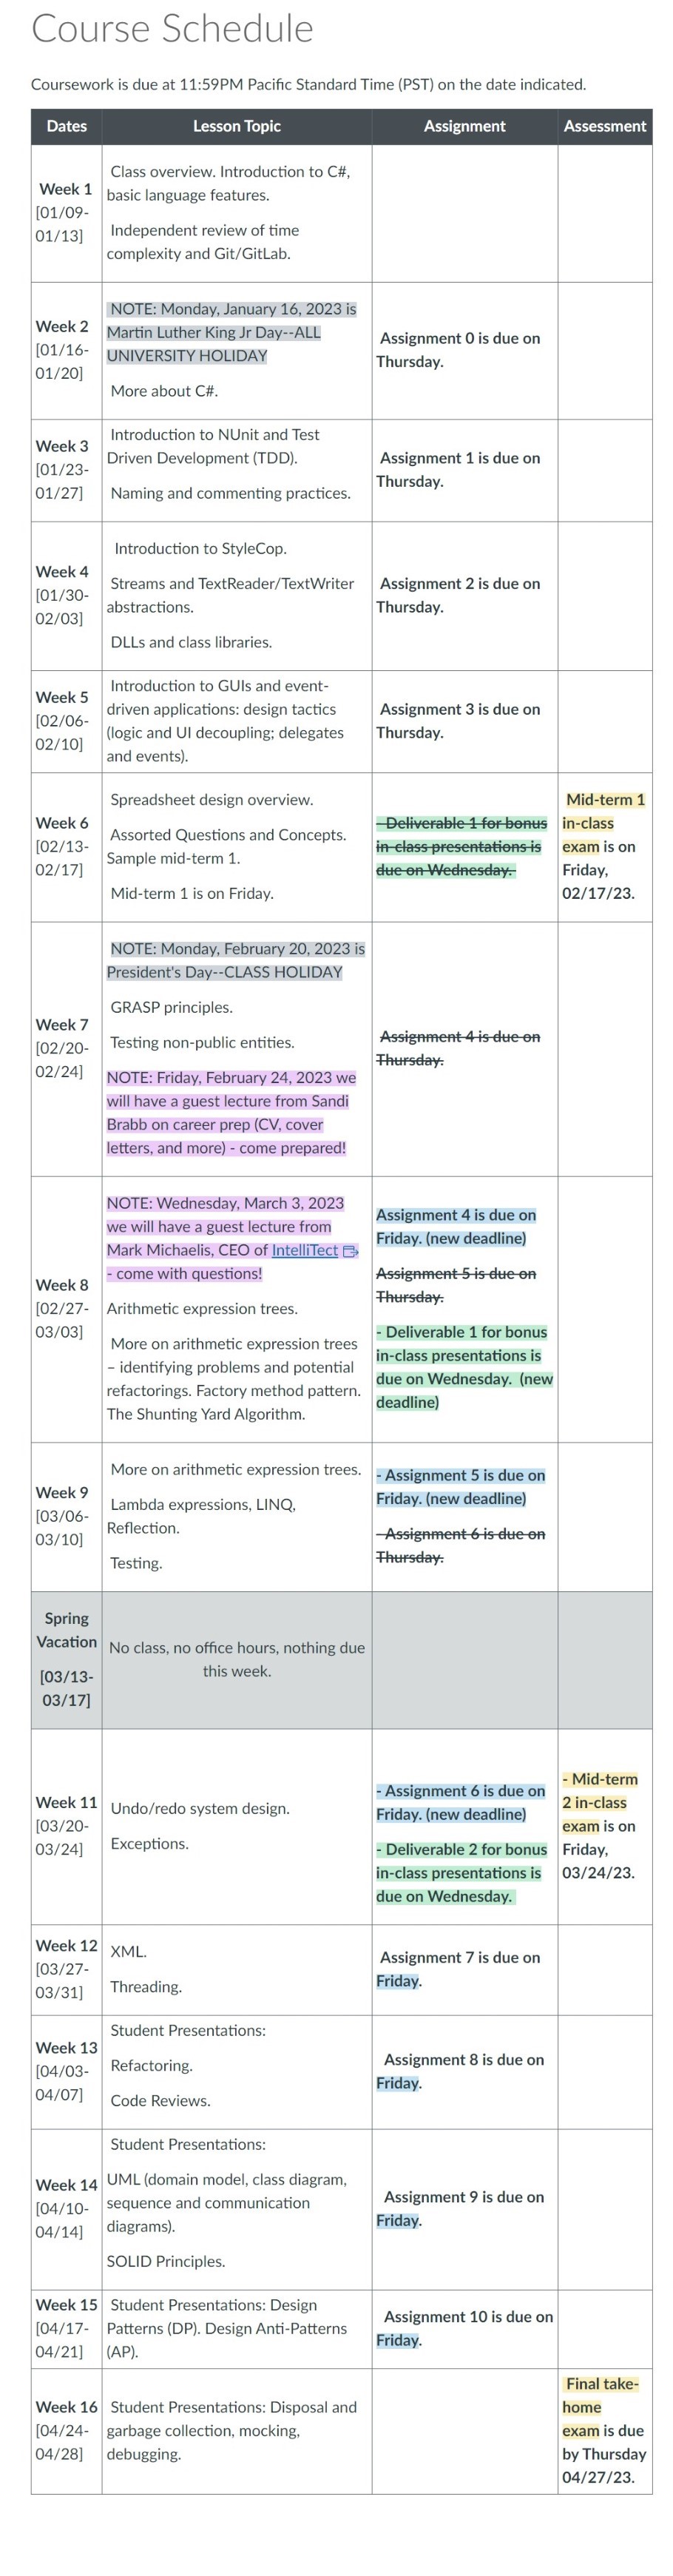 Course Schedule
Coursework is due at 11:59PM Pacific Standard Time (PST) on the date indicated.
Dates Lesson Topic Assignment Assessment
Week 1
[01/09-
01/13]
Class overview. Introduction to C#,
basic language features.
Independent review of time
complexity and Git/GitLab.
Week 2
[01/16-
01/20]
NOTE: Monday, January 16, 2023 is
Martin Luther King Jr Day--ALL
UNIVERSITY HOLIDAY
More about C#.
Assignment 0 is due on
Thursday.
Week 3
[01/23-
01/27]
Introduction to NUnit and Test
Driven Development (TDD).
Naming and commenting practices.
Assignment 1 is due on
Thursday.
Week 4
[01/30-
02/03]
Introduction to StyleCop.
Streams and TextReader/TextWriter
abstractions.
DLLs and class libraries.
Assignment 2 is due on
Thursday.
Week 5
[02/06-
02/10]
Introduction to GUIs and event-
driven applications: design tactics
(logic and UI decoupling; delegates
and events).
Assignment 3 is due on
Thursday.
Week 6
[02/13-
02/17]
Spreadsheet design overview.
Assorted Questions and Concepts.
Sample mid-term 1.
Mid-term 1 is on Friday.
- Deliverable 1 for bonus
in-class presentations is
due on Wednesday.
Mid-term 1
in-class
exam is on
Friday,
02/17/23.
Week 7
[02/20-
02/24]
NOTE: Monday, February 20, 2023 is
President's Day--CLASS HOLIDAY
GRASP principles.
Testing non-public entities.
NOTE: Friday, February 24, 2023 we
will have a guest lecture from Sandi
Brabb on career prep (CV, cover
letters, and more) - come prepared!
Assignment 4 is due on
Thursday.
Week 8
[02/27-
03/03]
NOTE: Wednesday, March 3, 2023
we will have a guest lecture from
Mark Michaelis, CEO of IntelliTect
- come with questions!
Arithmetic expression trees.
More on arithmetic expression trees
– identifying problems and potential
refactorings. Factory method pattern.
The Shunting Yard Algorithm.
Assignment 4 is due on
Friday. (new deadline)
Assignment 5 is due on
Thursday.
- Deliverable 1 for bonus
in-class presentations is
due on Wednesday. (new
deadline)
Week 9
[03/06-
03/10]
More on arithmetic expression trees.
Lambda expressions, LINQ,
Reflection.
Testing.
- Assignment 5 is due on
Friday. (new deadline)
- Assignment 6 is due on
Thursday.
Spring
Vacation
[03/13-
03/17]
No class, no office hours, nothing due
this week.
Week 11
[03/20-
03/24]
Undo/redo system design.
Exceptions.
- Assignment 6 is due on
Friday. (new deadline)
- Deliverable 2 for bonus
in-class presentations is
due on Wednesday.
- Mid-term
2 in-class
exam is on
Friday,
03/24/23.
Week 12
[03/27-
03/31]
XML.
Threading.
Assignment 7 is due on
Friday.
Week 13
[04/03-
04/07]
Student Presentations:
Refactoring.
Code Reviews.
Assignment 8 is due on
Friday.
Week 14
[04/10-
04/14]
Student Presentations:
UML (domain model, class diagram,
sequence and communication
diagrams).
SOLID Principles.
Assignment 9 is due on
Friday.
Week 15
[04/17-
04/21]
Student Presentations: Design
Patterns (DP). Design Anti-Patterns
(AP).
Assignment 10 is due on
Friday.
Week 16
[04/24-
04/28]
Student Presentations: Disposal and
garbage collection, mocking,
debugging.
Final take-
home
exam is due
by Thursday
04/27/23.